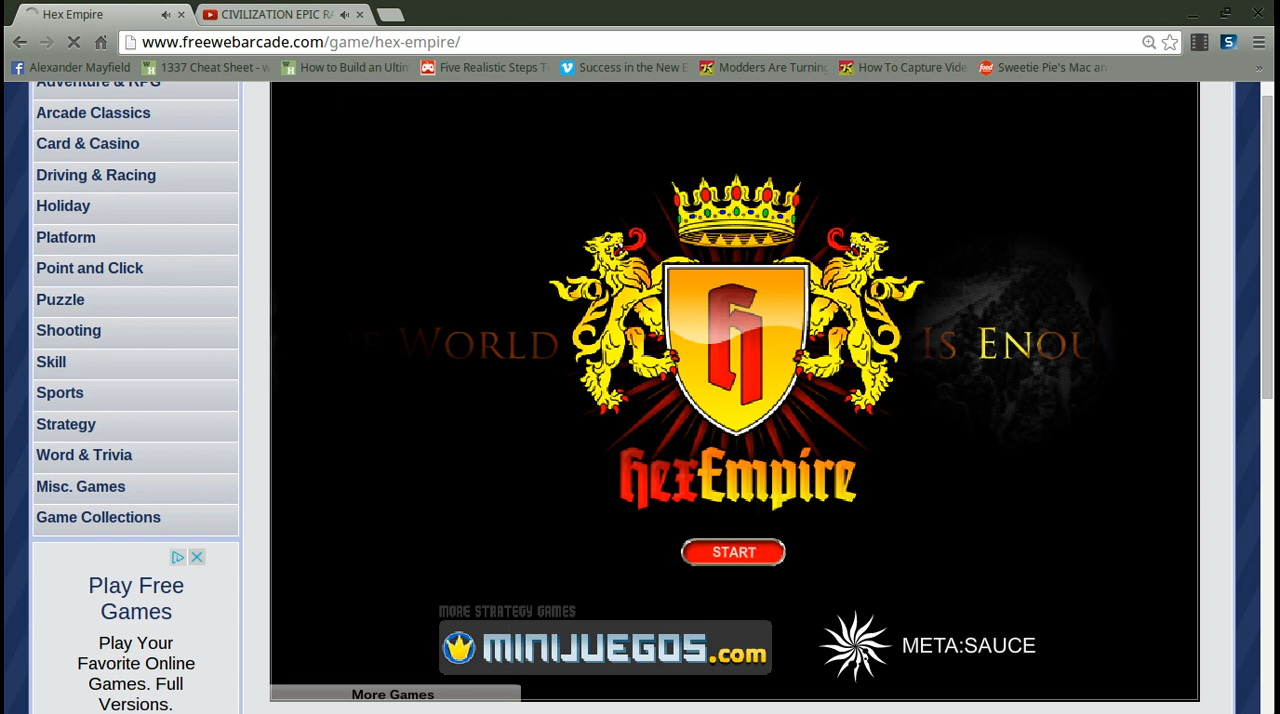 Hex Empire
CIVILIZATION EPIC RA
www.freewebarcade.com/game/hex-empire/
Alexander Mayfield
1337 Cheat Sheet - w
How to Build an Ultim
Five Realistic Steps T
Success in the New E
Modders Are Turning
How To Capture Vide
Sweetie Pie's Mac an
»
Adventure & RPG
Arcade Classics
Card & Casino
Driving & Racing
Holiday
Platform
Point and Click
Puzzle
Shooting
Skill
Sports
Strategy
Word & Trivia
Misc. Games
Game Collections
Play Free
Games
Play Your
Favorite Online
Games. Full
Versions.
World Is Enou
h
hexEmpire
START
MORE STRATEGY GAMES
MINIJUEGOS.com
META:SAUCE
More Games